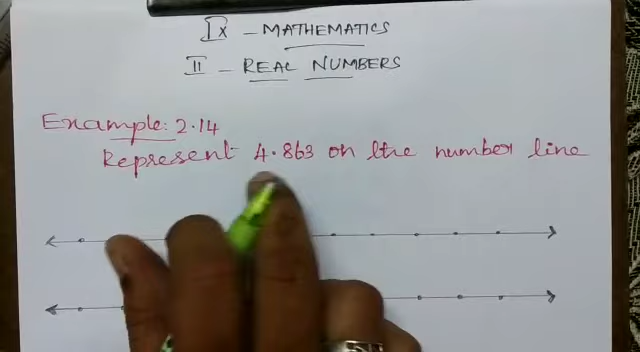 IX - MATHEMATICS
II - REAL NUMBERS
Example: 2.14
Represent 4.863 on the number line